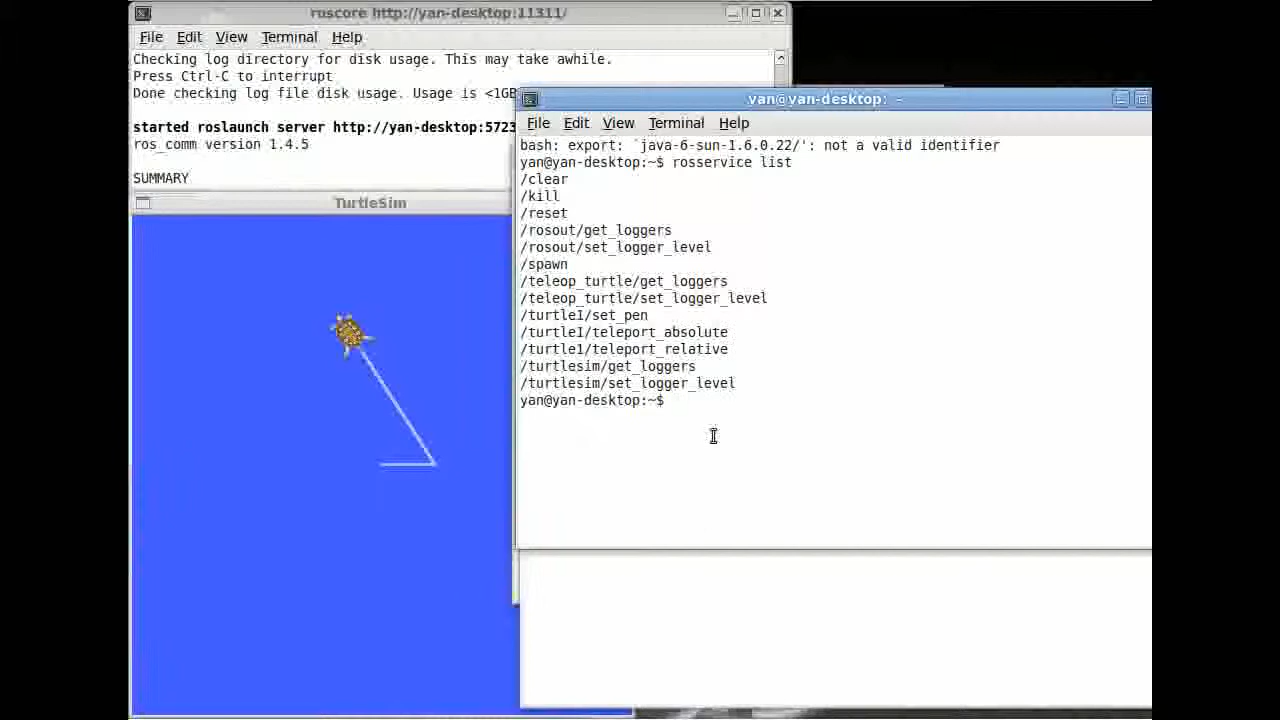 roscore http://yan-desktop:11311/
File Edit View Terminal Help
Checking log directory for disk usage. This may take awhile.
Press Ctrl-C to interrupt
Done checking log file disk usage. Usage is <1GB
started roslaunch server http://yan-desktop:5723
ros_comm version 1.4.5
SUMMARY
TurtleSim
yan@yan-desktop: ~
File Edit View Terminal Help
bash: export: `java-6-sun-1.6.0.22/': not a valid identifier
yan@yan-desktop:~$ rosservice list
/clear
/kill
/reset
/rosout/get_loggers
/rosout/set_logger_level
/spawn
/teleop_turtle/get_loggers
/teleop_turtle/set_logger_level
/turtle1/set_pen
/turtle1/teleport_absolute
/turtle1/teleport_relative
/turtlesim/get_loggers
/turtlesim/set_logger_level
yan@yan-desktop:~$